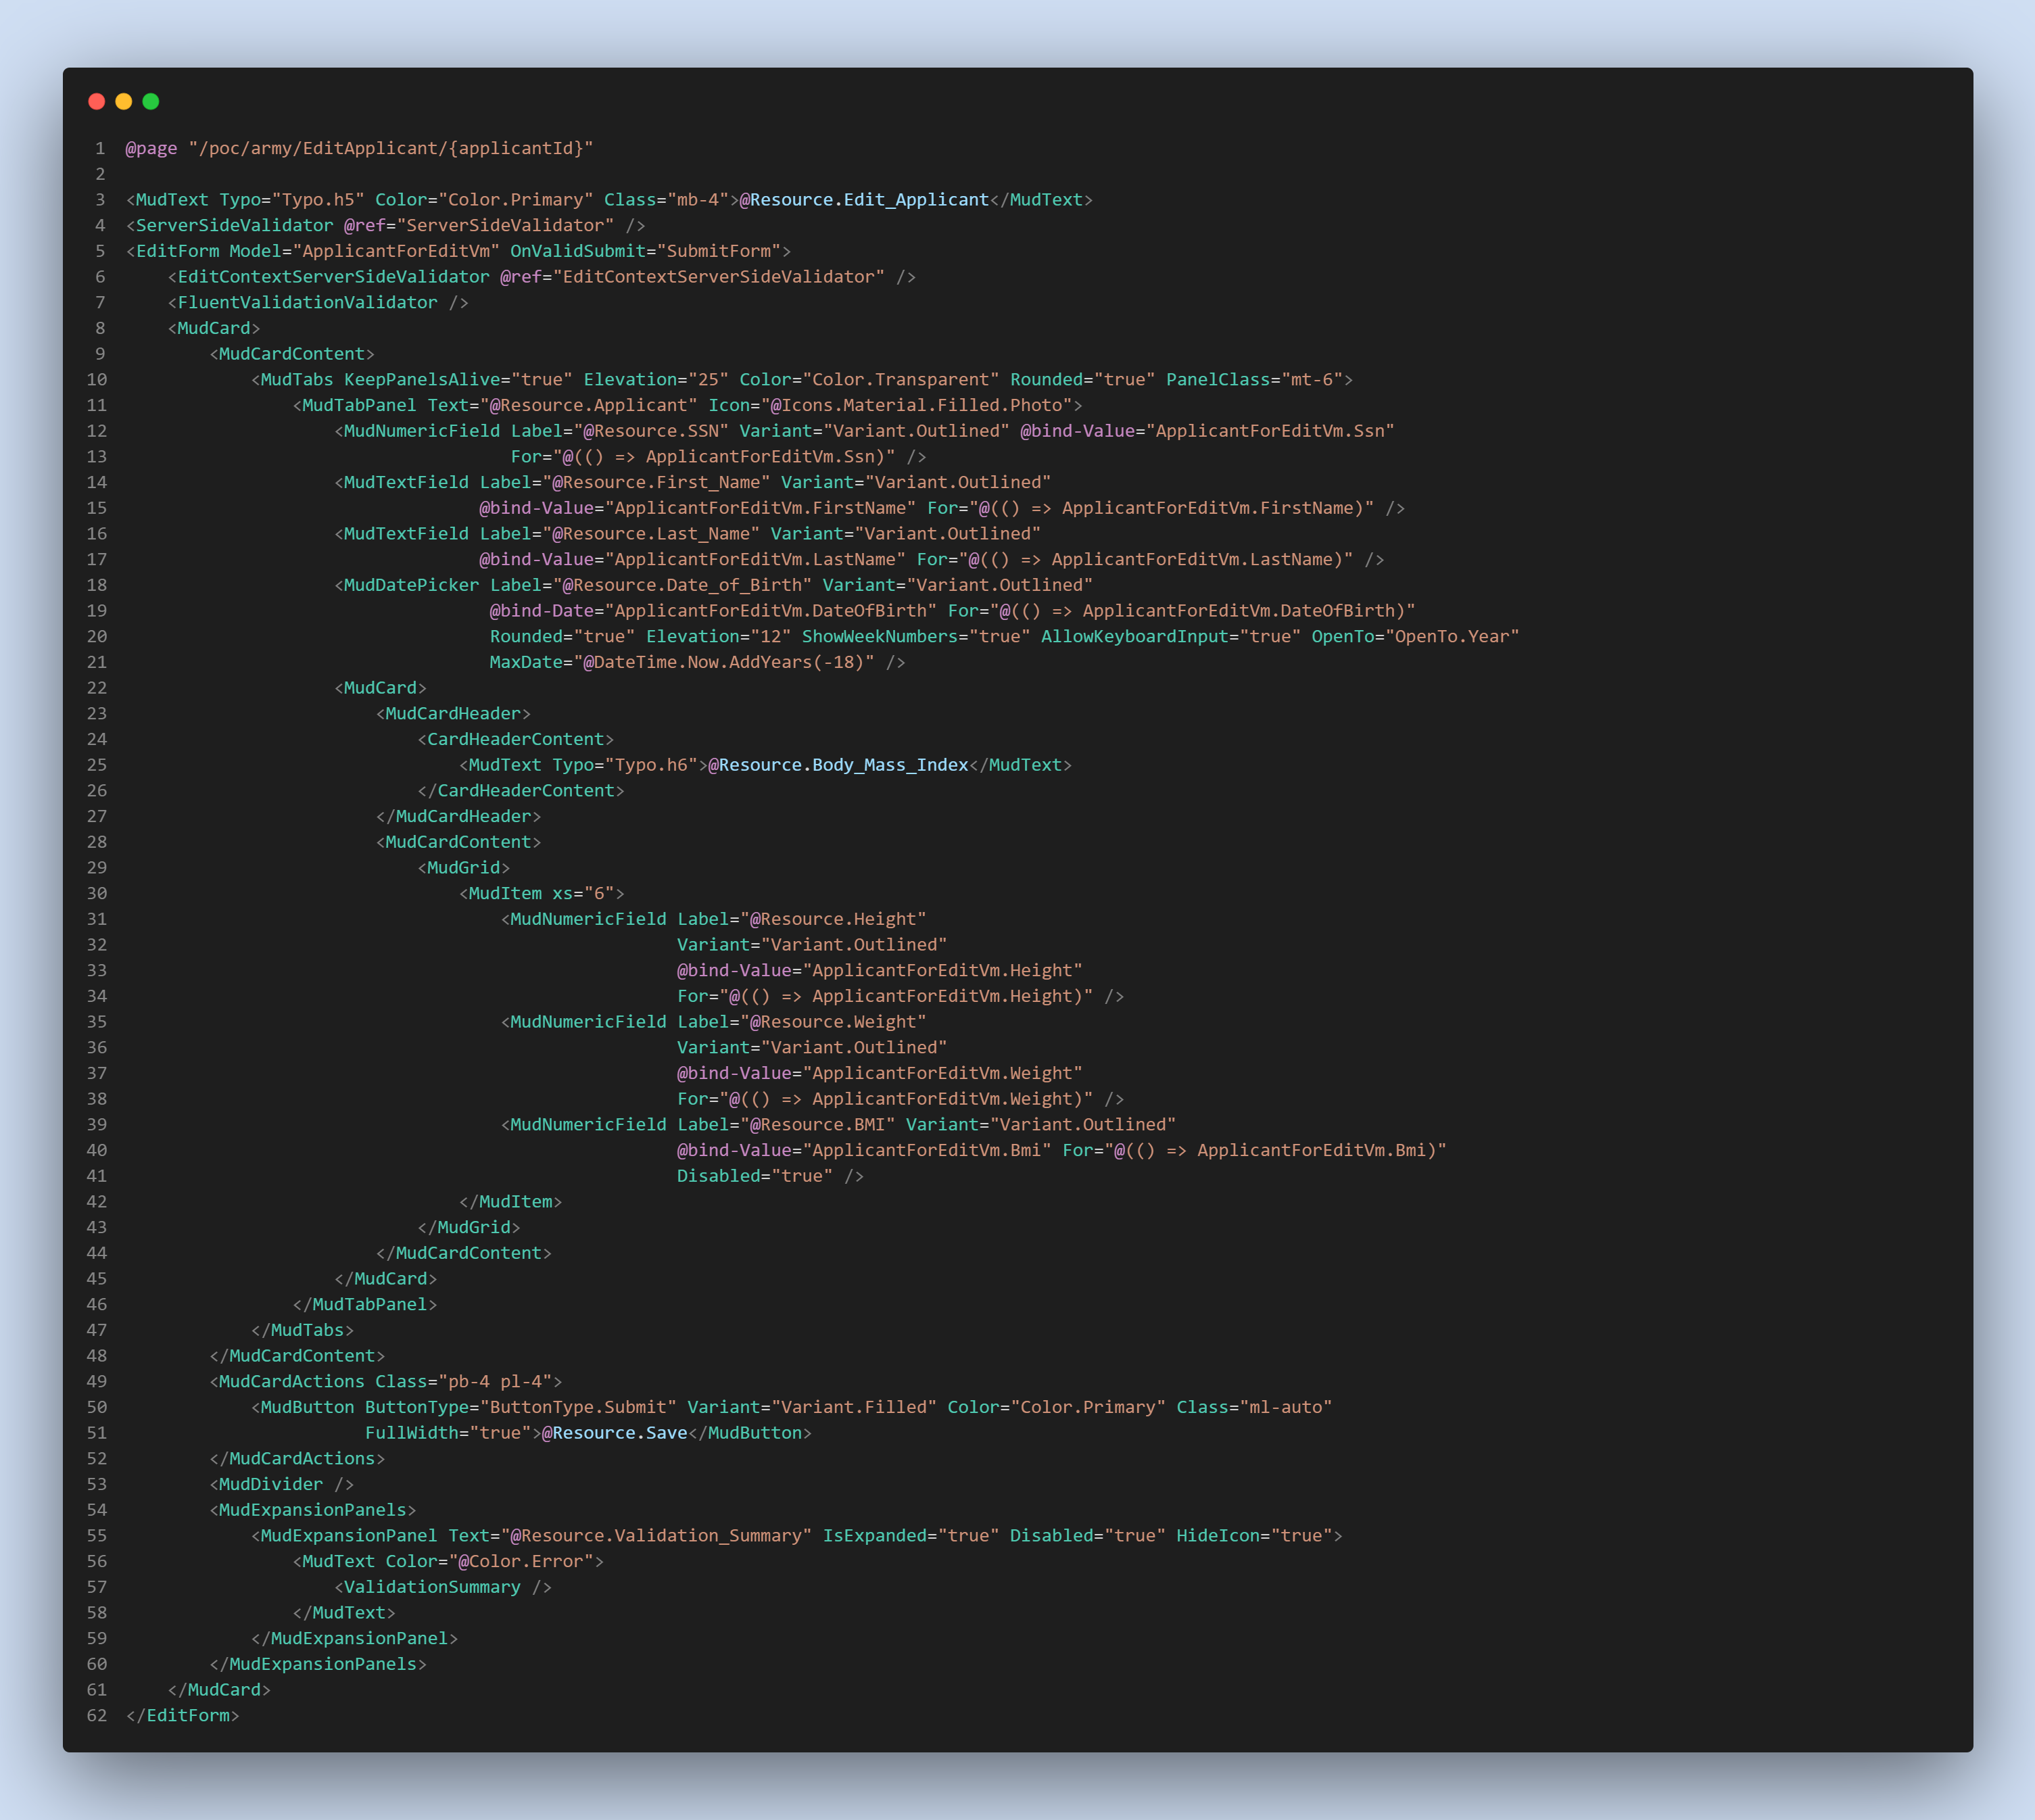 1 @page "/poc/army/EditApplicant/{applicantId}"
2
3 <MudText Typo="Typo.h5" Color="Color.Primary" Class="mb-4">@Resource.Edit_Applicant</MudText>
4 <ServerSideValidator @ref="ServerSideValidator" />
5 <EditForm Model="ApplicantForEditVm" OnValidSubmit="SubmitForm">
6     <EditContextServerSideValidator @ref="EditContextServerSideValidator" />
7     <FluentValidationValidator />
8     <MudCard>
9         <MudCardContent>
10             <MudTabs KeepPanelsAlive="true" Elevation="25" Color="Color.Transparent" Rounded="true" PanelClass="mt-6">
11                 <MudTabPanel Text="@Resource.Applicant" Icon="@Icons.Material.Filled.Photo">
12                     <MudNumericField Label="@Resource.SSN" Variant="Variant.Outlined" @bind-Value="ApplicantForEditVm.Ssn"
13                                      For="@(() => ApplicantForEditVm.Ssn)" />
14                     <MudTextField Label="@Resource.First_Name" Variant="Variant.Outlined"
15                                   @bind-Value="ApplicantForEditVm.FirstName" For="@(() => ApplicantForEditVm.FirstName)" />
16                     <MudTextField Label="@Resource.Last_Name" Variant="Variant.Outlined"
17                                   @bind-Value="ApplicantForEditVm.LastName" For="@(() => ApplicantForEditVm.LastName)" />
18                     <MudDatePicker Label="@Resource.Date_of_Birth" Variant="Variant.Outlined"
19                                    @bind-Date="ApplicantForEditVm.DateOfBirth" For="@(() => ApplicantForEditVm.DateOfBirth)"
20                                    Rounded="true" Elevation="12" ShowWeekNumbers="true" AllowKeyboardInput="true" OpenTo="OpenTo.Year"
21                                    MaxDate="@DateTime.Now.AddYears(-18)" />
22                     <MudCard>
23                         <MudCardHeader>
24                             <CardHeaderContent>
25                                 <MudText Typo="Typo.h6">@Resource.Body_Mass_Index</MudText>
26                             </CardHeaderContent>
27                         </MudCardHeader>
28                         <MudCardContent>
29                             <MudGrid>
30                                 <MudItem xs="6">
31                                     <MudNumericField Label="@Resource.Height"
32                                                      Variant="Variant.Outlined"
33                                                      @bind-Value="ApplicantForEditVm.Height"
34                                                      For="@(() => ApplicantForEditVm.Height)" />
35                                     <MudNumericField Label="@Resource.Weight"
36                                                      Variant="Variant.Outlined"
37                                                      @bind-Value="ApplicantForEditVm.Weight"
38                                                      For="@(() => ApplicantForEditVm.Weight)" />
39                                     <MudNumericField Label="@Resource.BMI" Variant="Variant.Outlined"
40                                                      @bind-Value="ApplicantForEditVm.Bmi" For="@(() => ApplicantForEditVm.Bmi)"
41                                                      Disabled="true" />
42                                 </MudItem>
43                             </MudGrid>
44                         </MudCardContent>
45                     </MudCard>
46                 </MudTabPanel>
47             </MudTabs>
48         </MudCardContent>
49         <MudCardActions Class="pb-4 pl-4">
50             <MudButton ButtonType="ButtonType.Submit" Variant="Variant.Filled" Color="Color.Primary" Class="ml-auto"
51                        FullWidth="true">@Resource.Save</MudButton>
52         </MudCardActions>
53         <MudDivider />
54         <MudExpansionPanels>
55             <MudExpansionPanel Text="@Resource.Validation_Summary" IsExpanded="true" Disabled="true" HideIcon="true">
56                 <MudText Color="@Color.Error">
57                     <ValidationSummary />
58                 </MudText>
59             </MudExpansionPanel>
60         </MudExpansionPanels>
61     </MudCard>
62 </EditForm>